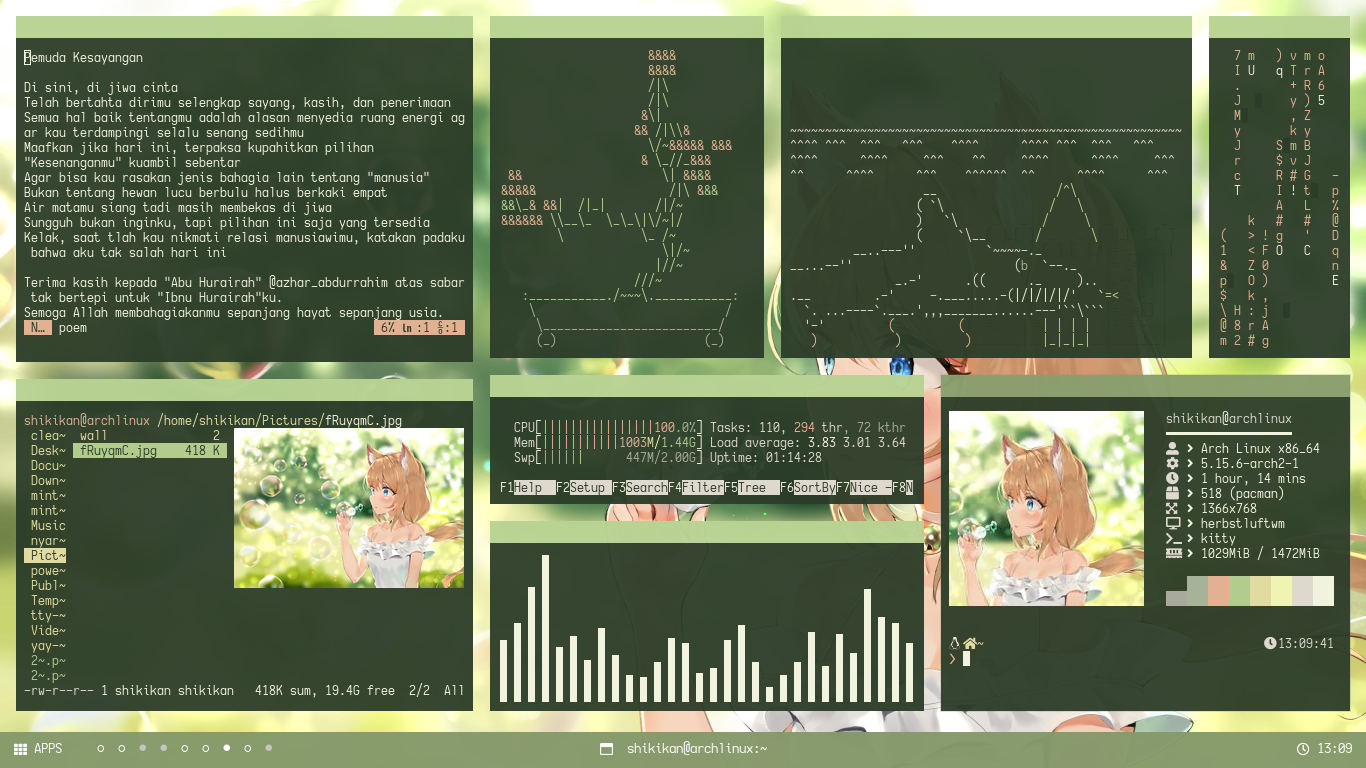 Pemuda Kesayangan
Di sini, di jiwa cinta
Telah bertahta dirimu selengkap sayang, kasih, dan penerimaan
Semua hal baik tentangmu adalah alasan menyedia ruang energi ag
ar kau terdampingi selalu senang sedihmu
Maafkan jika hari ini, terpaksa kupahitkan pilihan
"Kesenanganmu" kuambil sebentar
Agar bisa kau rasakan jenis bahagia lain tentang "manusia"
Bukan tentang hewan lucu berbulu halus berkaki empat
Air matamu siang tadi masih membekas di jiwa
Sungguh bukan inginku, tapi pilihan ini saja yang tersedia
Kelak, saat tlah kau nikmati relasi manusiawimu, katakan padaku
bahwa aku tak salah hari ini
Terima kasih kepada "Abu Hurairah" @azhar_abdurrahim atas sabar
tak bertepi untuk "Ibnu Hurairah"ku.
Semoga Allah membahagiakanmu sepanjang hayat sepanjang usia.
N… poem 6% ln :1 :1
shikikan@archlinux /home/shikikan/Pictures/fRuyqmC.jpg
clea~ wall 2
Desk~ fRuyqmC.jpg 418 K
Docu~
Down~
mint~
mint~
Music
nyar~
Pict~
powe~
Publ~
Temp~
tty-~
Vide~
yay-~
2~.p~
2~.p~
-rw-r--r-- 1 shikikan shikikan 418K sum, 19.4G free 2/2 All
CPU[||||||||||||||||100.0%] Tasks: 110, 294 thr, 72 kthr
Mem[|||||||||||1003M/1.44G] Load average: 3.83 3.01 3.64
Swp[|||||| 447M/2.00G] Uptime: 01:14:28
F1Help F2Setup F3SearchF4FilterF5Tree F6SortByF7Nice -F8N
shikikan@archlinux
Arch Linux x86_64
5.15.6-arch2-1
1 hour, 14 mins
518 (pacman)
1366x768
herbstluftwm
kitty
1029MiB / 1472MiB
~ 13:09:41
❯
APPS
shikikan@archlinux:~
13:09